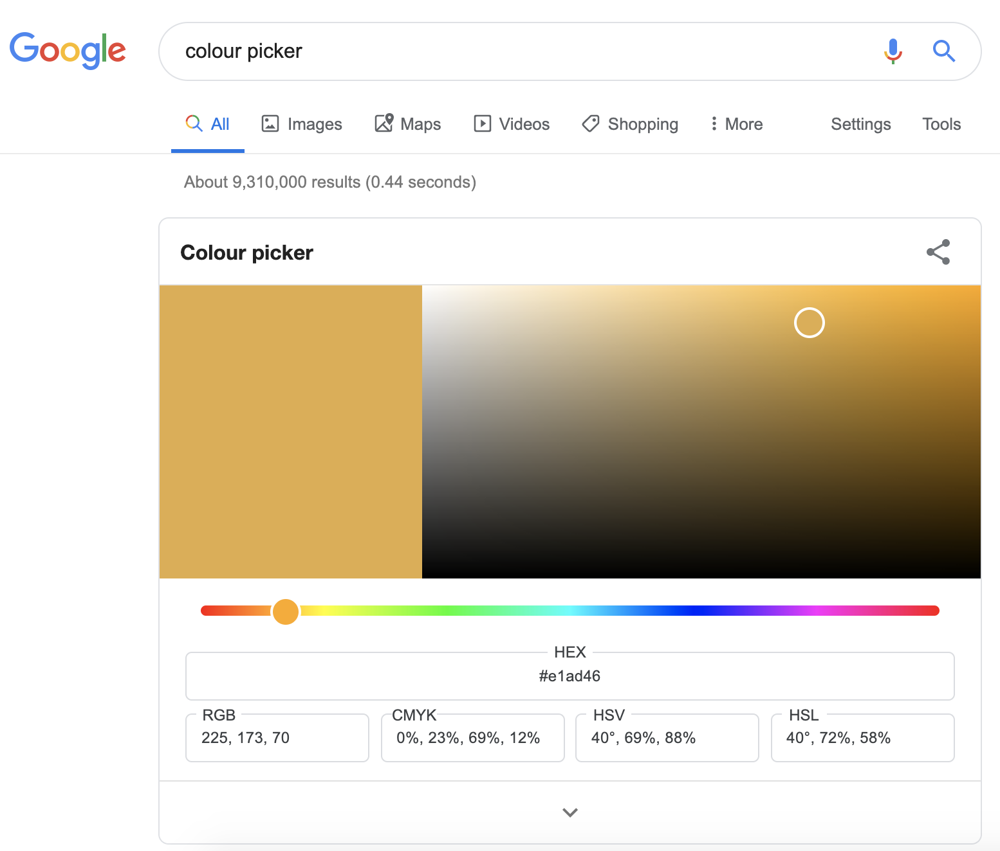 Google
colour picker
All Images Maps Videos Shopping More Settings Tools
About 9,310,000 results (0.44 seconds)
Colour picker
HEX
#e1ad46
RGB CMYK HSV HSL
225, 173, 70 0%, 23%, 69%, 12% 40°, 69%, 88% 40°, 72%, 58%